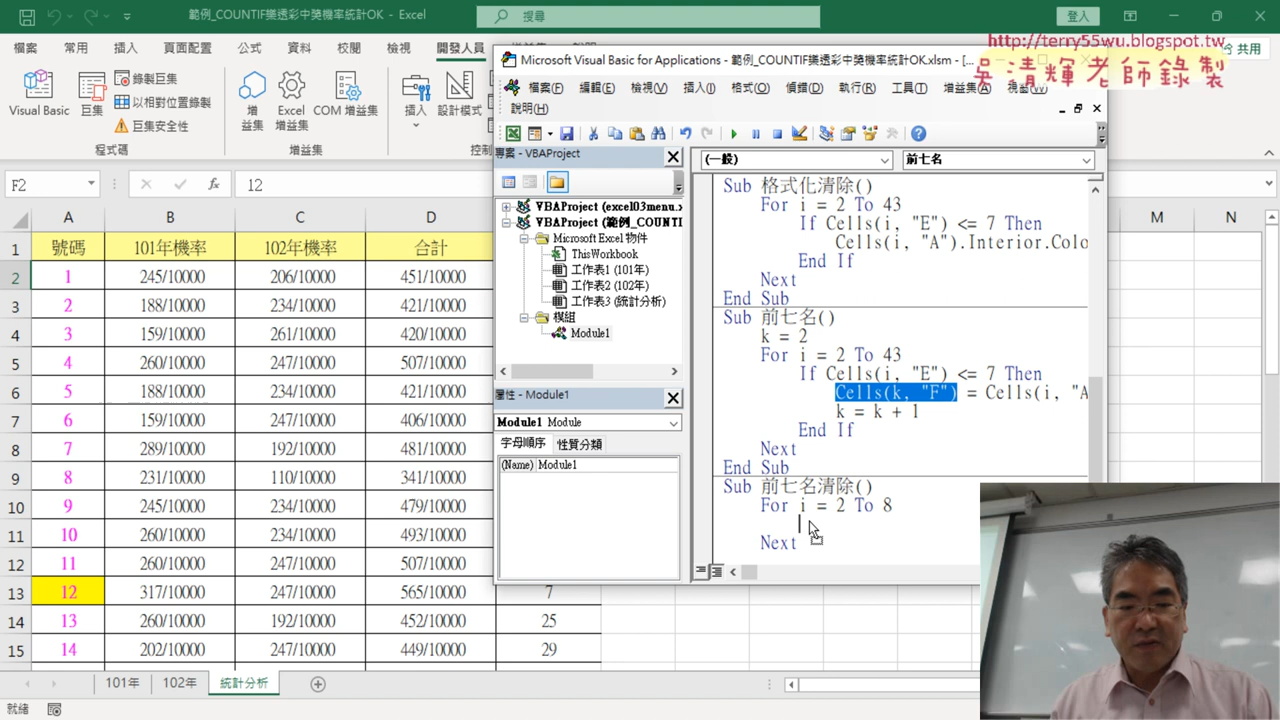 範例_COUNTIF樂透彩中獎機率統計OK - Excel
搜尋
登入
http://terry55wu.blogspot.tw
吳清輝老師錄製
檔案 常用 插入 頁面配置 公式 資料 校閱 檢視 開發人員
共用
Visual Basic
巨集
錄製巨集
以相對位置錄製
巨集安全性
程式碼
增益集
Excel 增益集
COM 增益集
增益集
插入
設計模式
Microsoft Visual Basic for Applications - 範例_COUNTIF樂透彩中獎機率統計OK.xlsm - [...
檔案(F) 編輯(E) 檢視(V) 插入(I) 格式(O) 偵錯(D) 執行(R) 工具(T) 增益集(A) 視窗(W)
說明(H)
專案 - VBAProject
VBAProject (excel03menu.x
VBAProject (範例_COUNTI
Microsoft Excel 物件
ThisWorkbook
工作表1 (101年)
工作表2 (102年)
工作表3 (統計分析)
模組
Module1
屬性 - Module1
Module1 Module
字母順序 性質分類
(Name) Module1
(一般) 前七名
Sub 格式化清除()
For i = 2 To 43
If Cells(i, "E") <= 7 Then
Cells(i, "A").Interior.Colo
End If
Next
End Sub
Sub 前七名()
k = 2
For i = 2 To 43
If Cells(i, "E") <= 7 Then
Cells(k, "F") = Cells(i, "A
k = k + 1
End If
Next
End Sub
Sub 前七名清除()
For i = 2 To 8
Next
F2 fx 12
A B C D M N
1 號碼 101年機率 102年機率 合計
2 1 245/10000 206/10000 451/10000
3 2 188/10000 234/10000 421/10000
4 3 159/10000 261/10000 420/10000
5 4 260/10000 247/10000 507/10000
6 5 188/10000 234/10000 421/10000
7 6 159/10000 247/10000 406/10000
8 7 289/10000 192/10000 481/10000
9 8 231/10000 110/10000 341/10000
10 9 245/10000 234/10000 479/10000
11 10 260/10000 234/10000 493/10000
12 11 260/10000 247/10000 507/10000
13 12 317/10000 247/10000 565/10000 7
14 13 260/10000 192/10000 452/10000 25
15 14 202/10000 247/10000 449/10000 29
101年 102年 統計分析
就緒